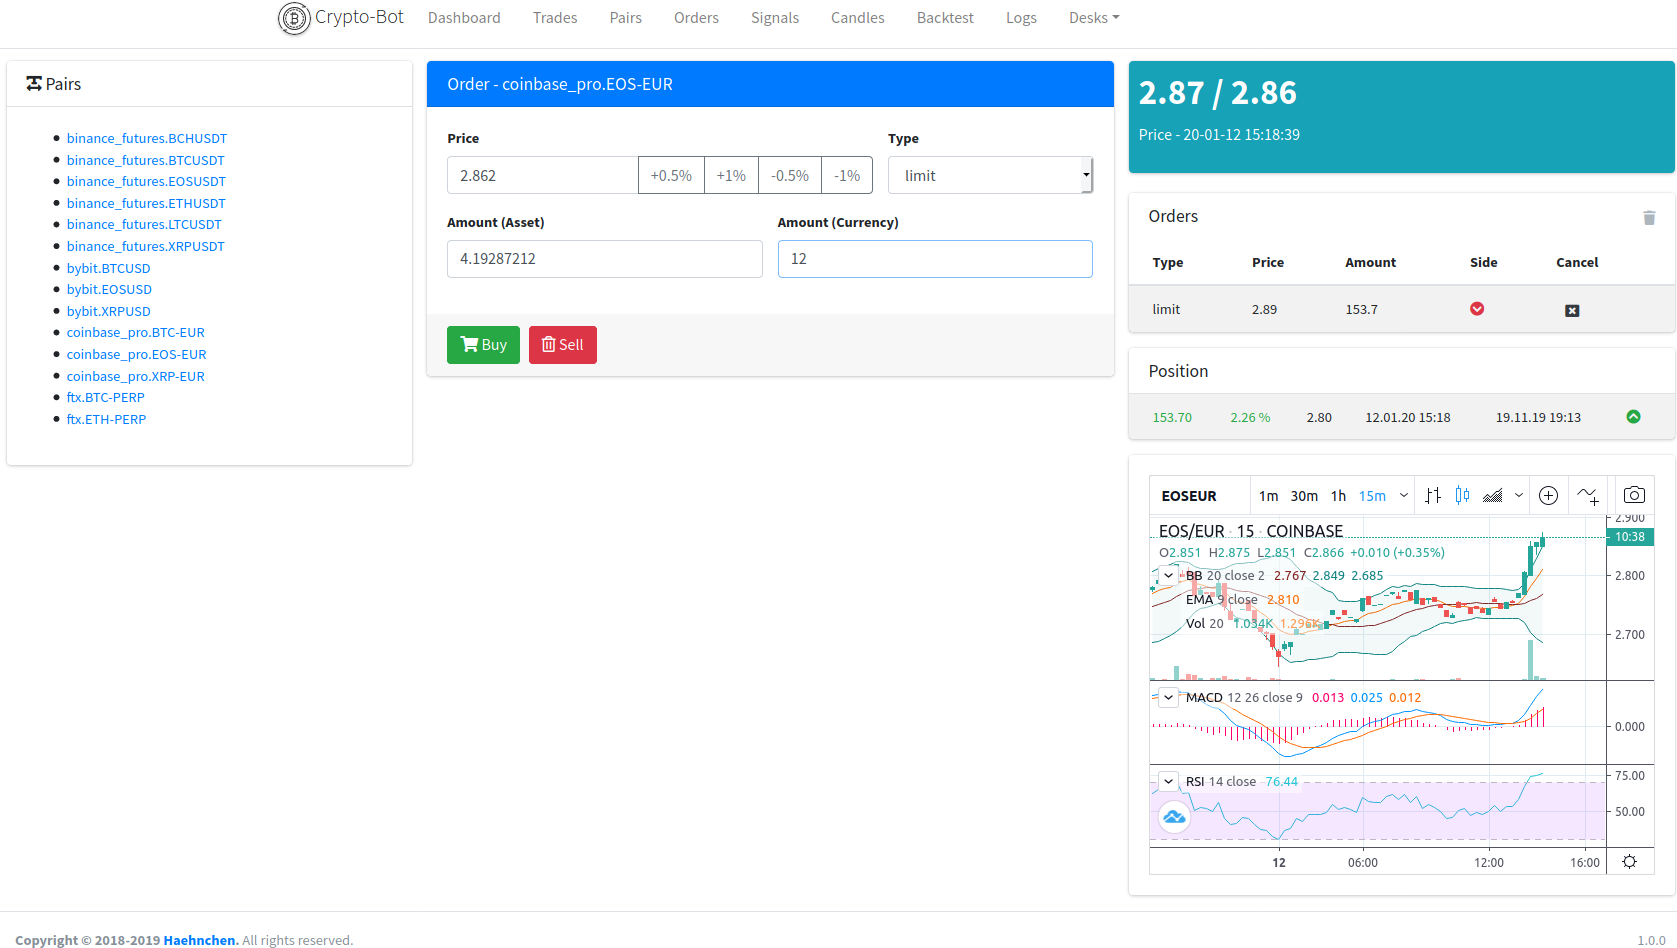 Crypto-Bot Dashboard Trades Pairs Orders Signals Candles Backtest Logs Desks
Pairs
binance_futures.BCHUSDT
binance_futures.BTCUSDT
binance_futures.EOSUSDT
binance_futures.ETHUSDT
binance_futures.LTCUSDT
binance_futures.XRPUSDT
bybit.BTCUSD
bybit.EOSUSD
bybit.XRPUSD
coinbase_pro.BTC-EUR
coinbase_pro.EOS-EUR
coinbase_pro.XRP-EUR
ftx.BTC-PERP
ftx.ETH-PERP
Order - coinbase_pro.EOS-EUR
Price Type
2.862 +0.5% +1% -0.5% -1% limit
Amount (Asset) Amount (Currency)
4.19287212 12
Buy Sell
2.87 / 2.86
Price - 20-01-12 15:18:39
Orders
Type Price Amount Side Cancel
limit 2.89 153.7
Position
153.70 2.26 % 2.80 12.01.20 15:18 19.11.19 19:13
EOSEUR 1m 30m 1h 15m
EOS/EUR · 15 · COINBASE 2.900
10:38
O2.851 H2.875 L2.851 C2.866 +0.010 (+0.35%)
BB 20 close 2 2.767 2.849 2.685 2.800
EMA 9 close 2.810
Vol 20 1.034K 1.296K
2.700
MACD 12 26 close 9 0.013 0.025 0.012
0.000
RSI 14 close 76.44 75.00
50.00
12 06:00 12:00 16:00
Copyright © 2018-2019 Haehnchen. All rights reserved. 1.0.0